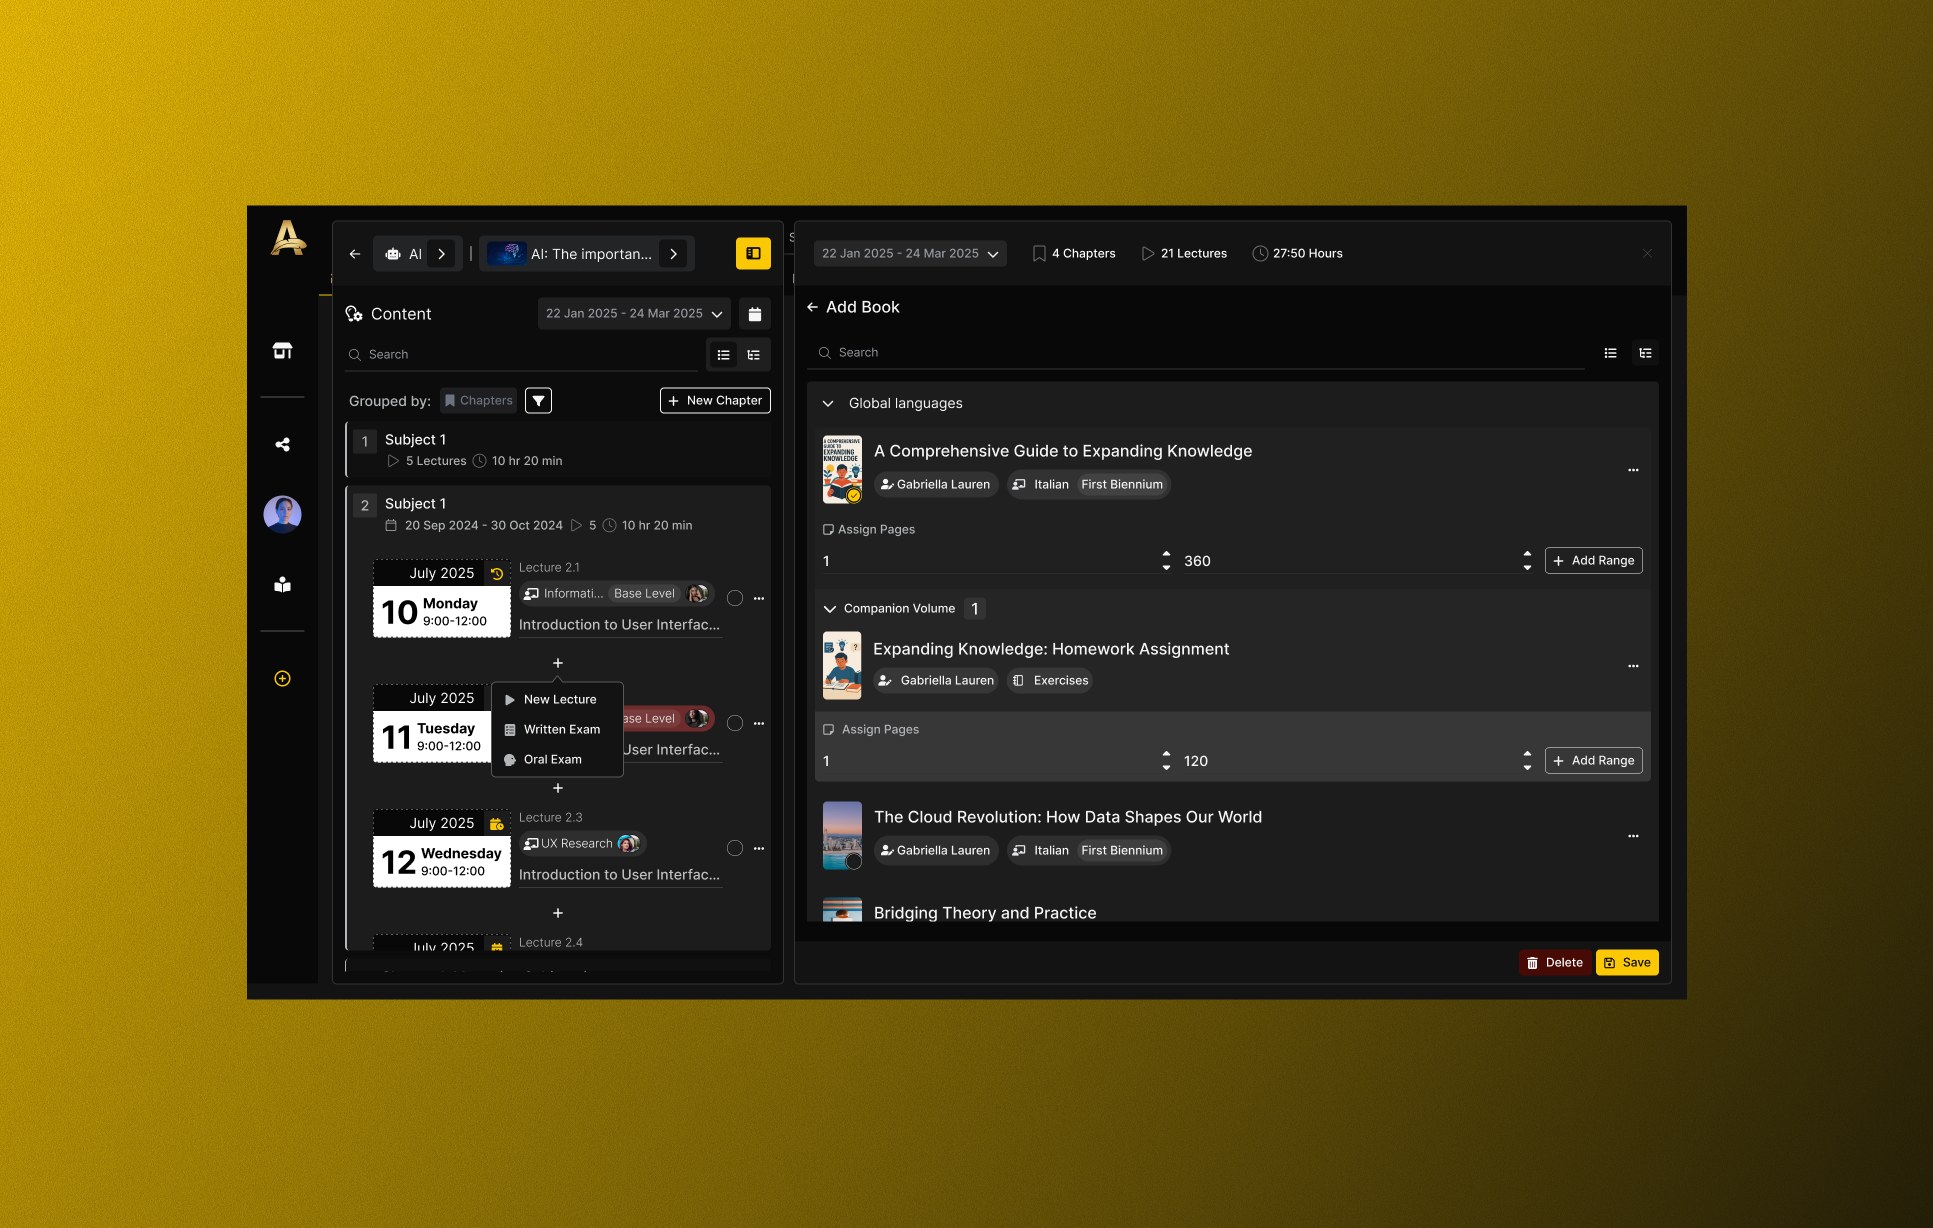 AI
|
AI: The importan...
Content
22 Jan 2025 - 24 Mar 2025
Search
Grouped by:
Chapters
+ New Chapter
1
Subject 1
5 Lectures
10 hr 20 min
2
Subject 1
20 Sep 2024 - 30 Oct 2024
5
10 hr 20 min
July 2025
10
Monday
9:00-12:00
Lecture 2.1
Informati...
Base Level
Introduction to User Interfac...
+
New Lecture
Written Exam
Oral Exam
July 2025
11
Tuesday
9:00-12:00
ase Level
User Interfac...
+
July 2025
12
Wednesday
9:00-12:00
Lecture 2.3
UX Research
Introduction to User Interfac...
+
July 2025
Lecture 2.4
22 Jan 2025 - 24 Mar 2025
4 Chapters
21 Lectures
27:50 Hours
Add Book
Search
Global languages
A COMPREHENSIVE
GUIDE TO
EXPANDING
KNOWLEDGE
A Comprehensive Guide to Expanding Knowledge
Gabriella Lauren
Italian
First Biennium
Assign Pages
1
360
+ Add Range
Companion Volume
1
Expanding Knowledge: Homework Assignment
Gabriella Lauren
Exercises
Assign Pages
1
120
+ Add Range
The Cloud Revolution: How Data Shapes Our World
Gabriella Lauren
Italian
First Biennium
Bridging Theory and Practice
Delete
Save